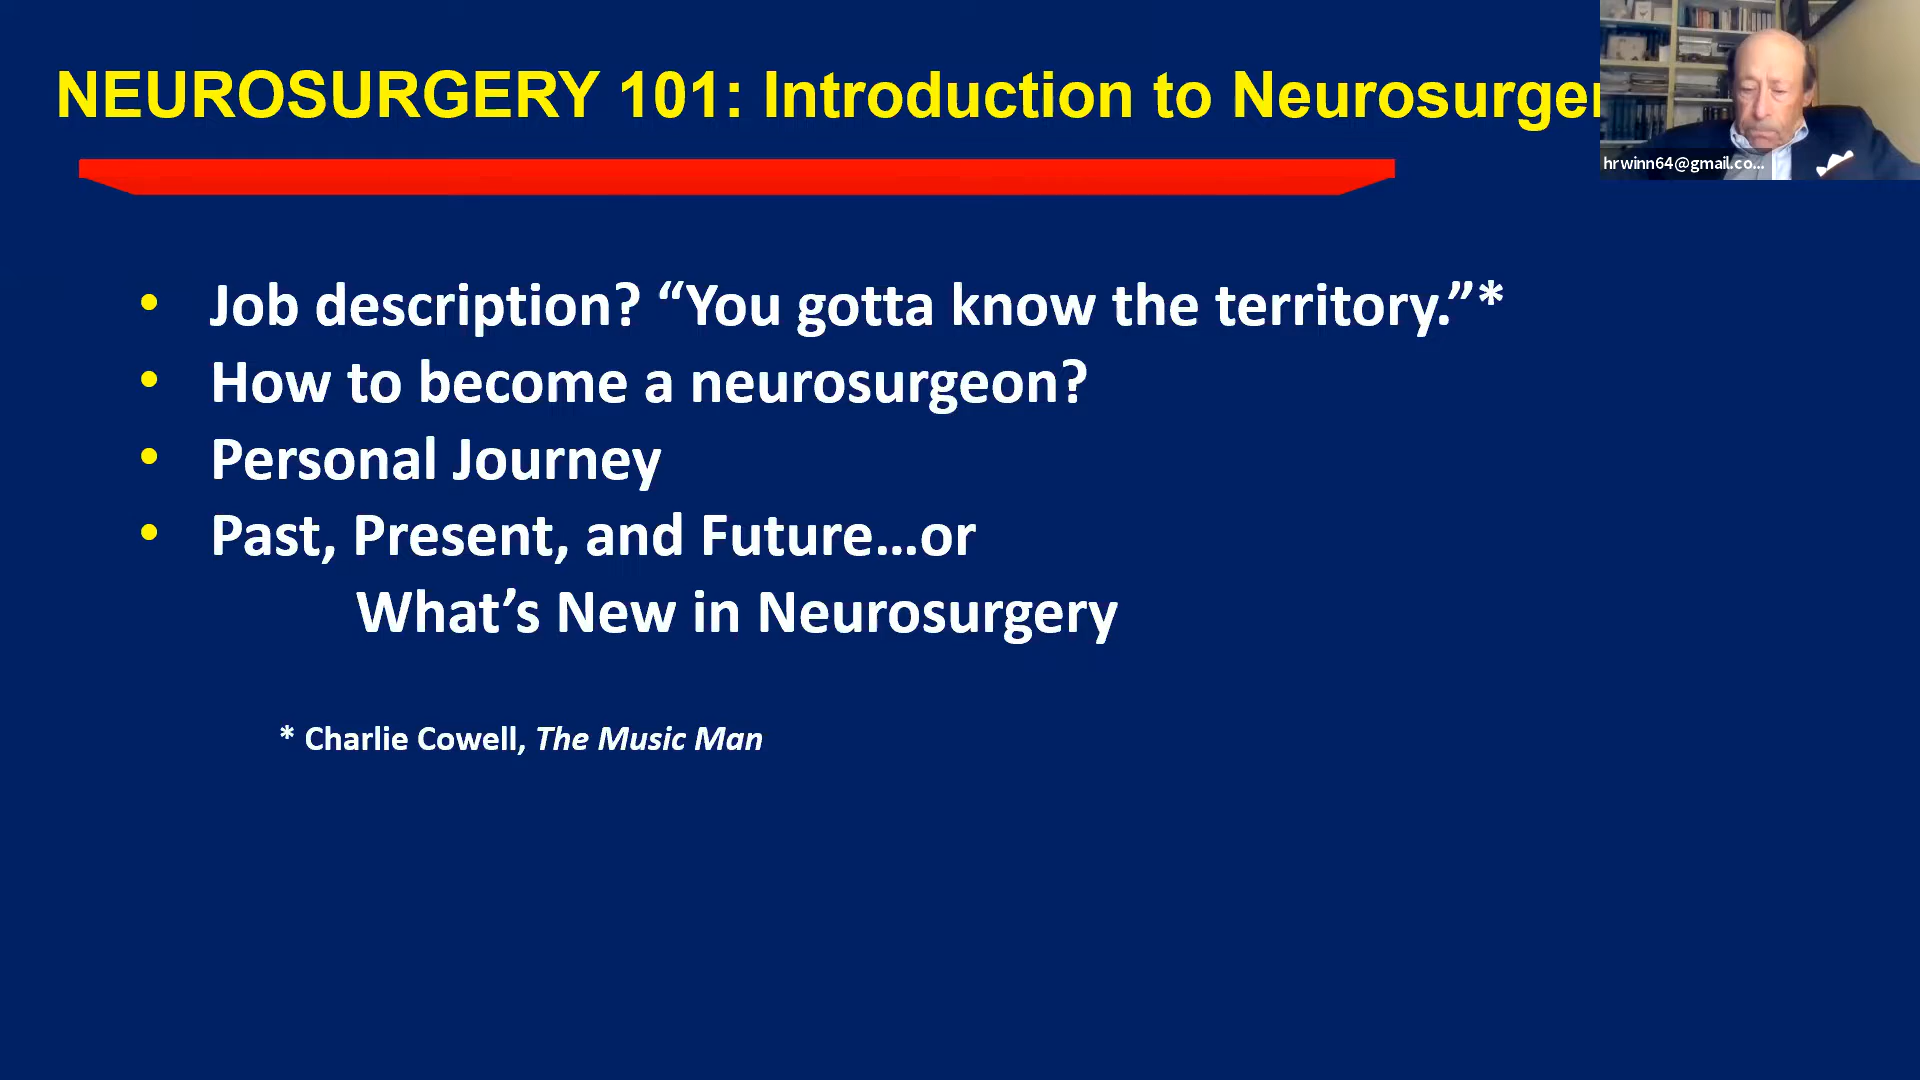 NEUROSURGERY 101: Introduction to Neurosurger
hrwinn64@gmail.co...
• Job description? “You gotta know the territory.”*
• How to become a neurosurgeon?
• Personal Journey
• Past, Present, and Future...or
What’s New in Neurosurgery
* Charlie Cowell, The Music Man